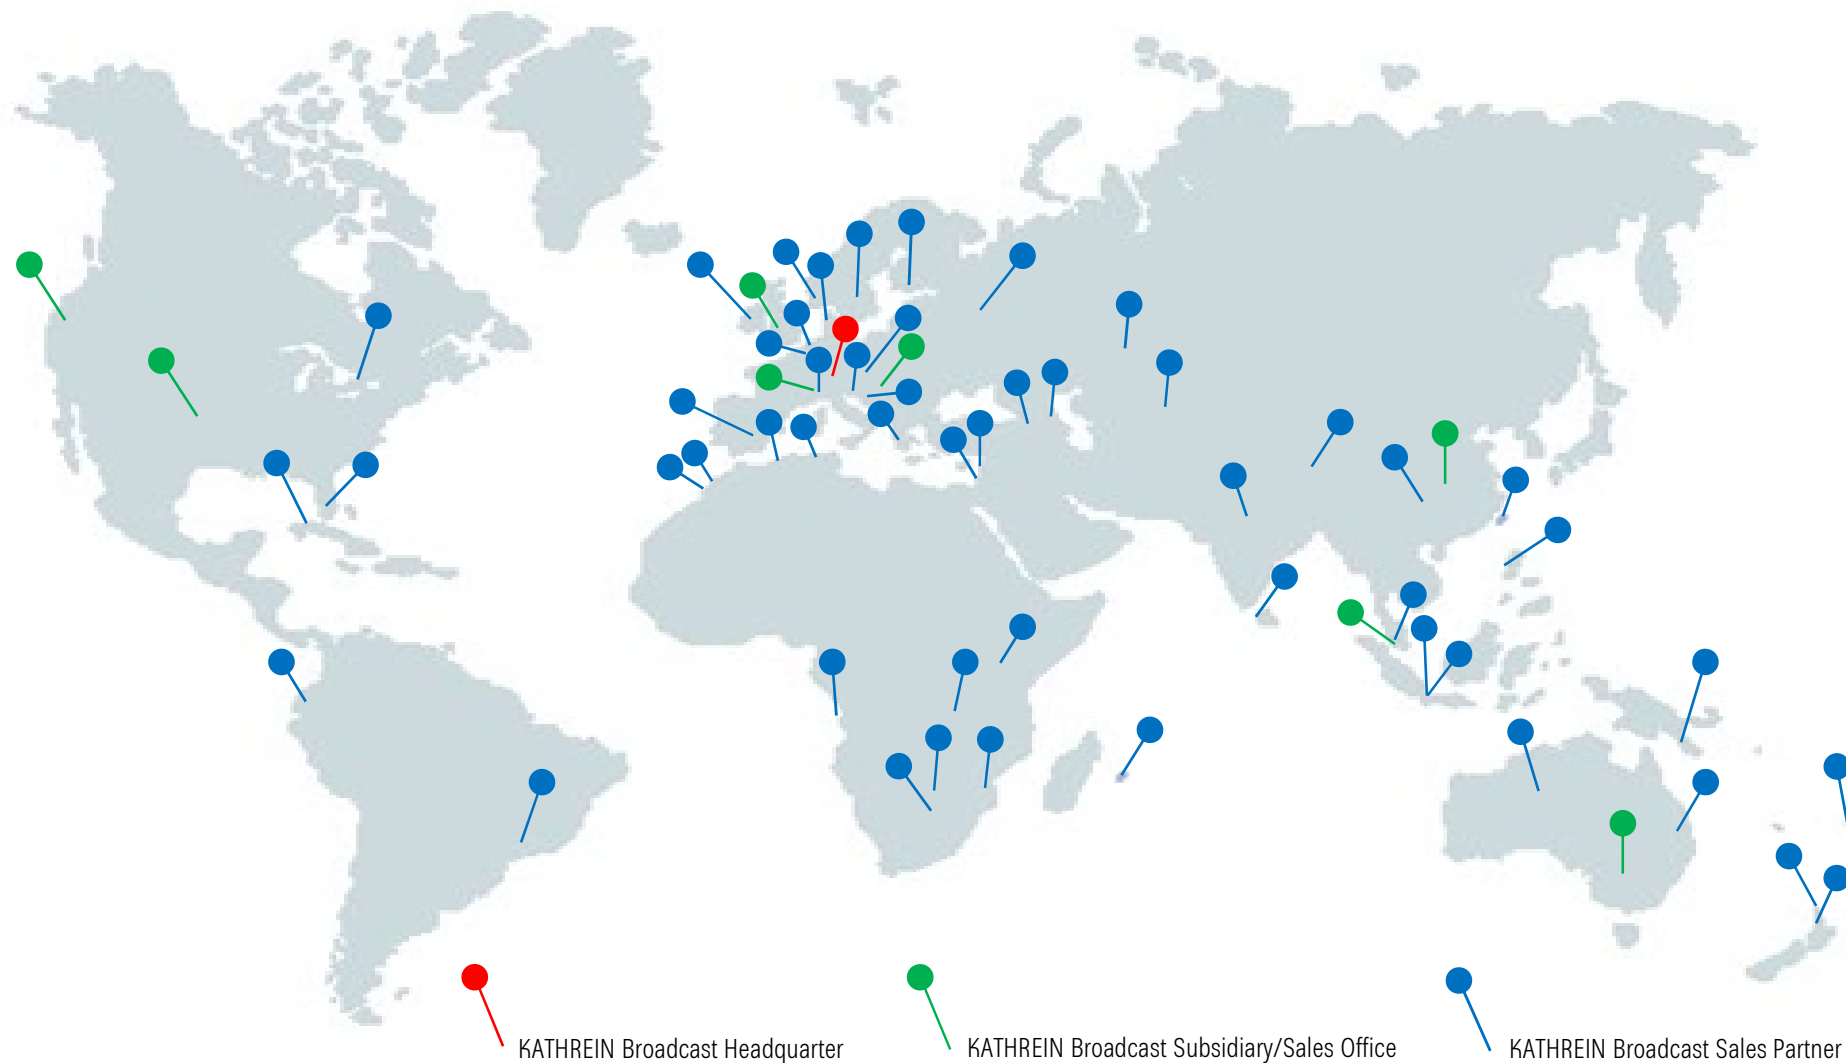 KATHREIN Broadcast Headquarter
KATHREIN Broadcast Subsidiary/Sales Office
KATHREIN Broadcast Sales Partner